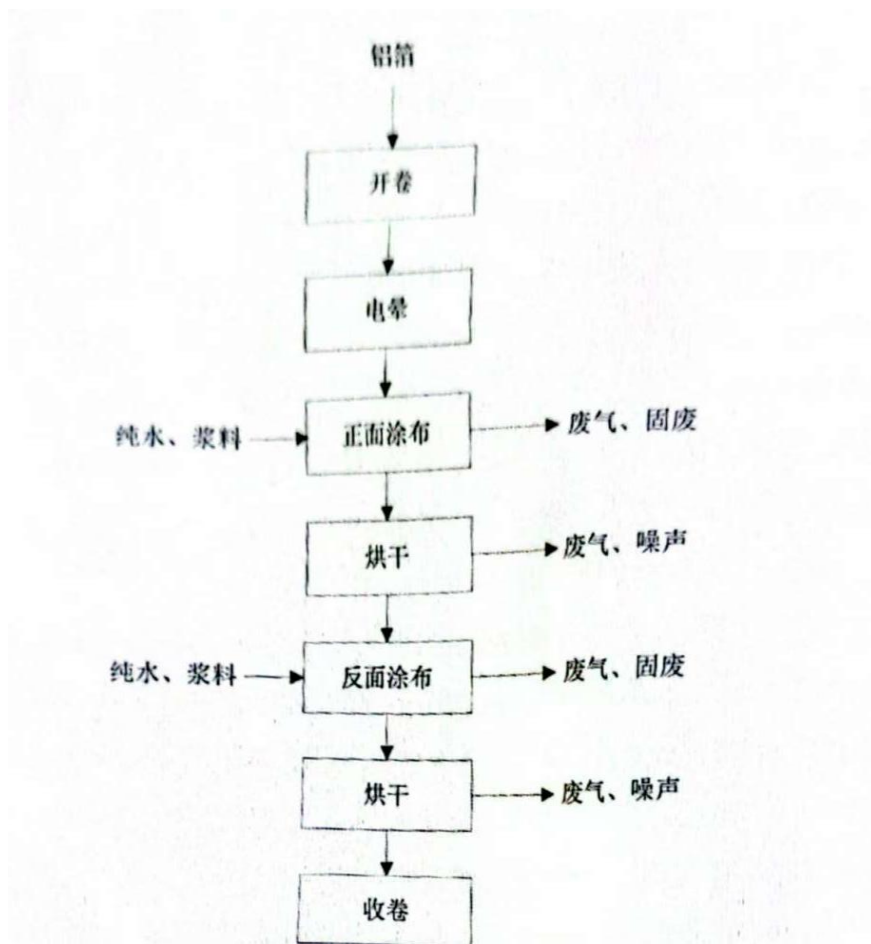 铝箔
开卷
电晕
纯水、浆料 正面涂布 废气、固废
烘干 废气、噪声
纯水、浆料 反面涂布 废气、固废
烘干 废气、噪声
收卷